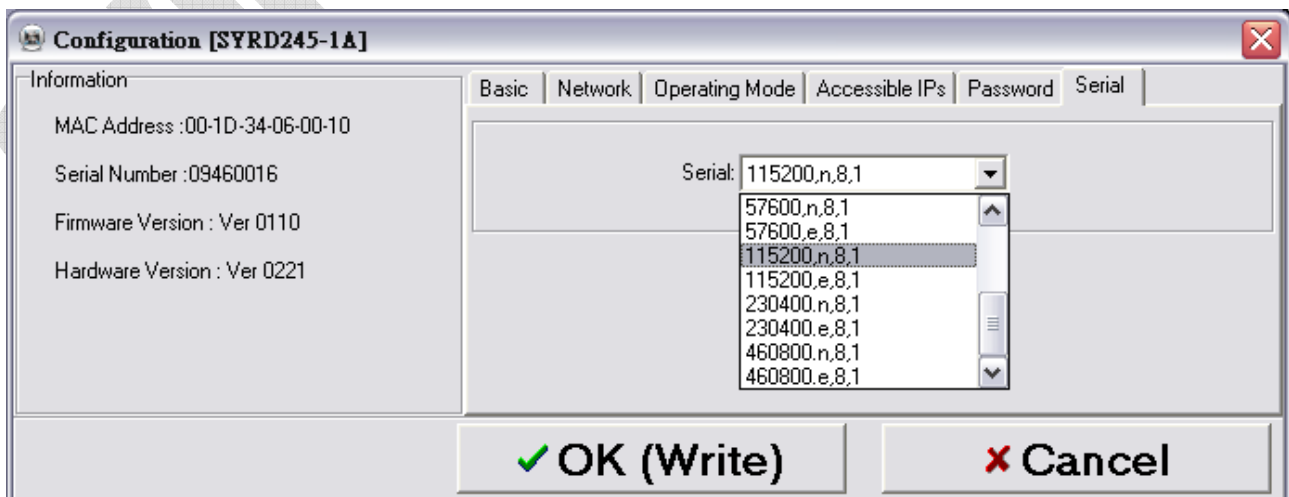 Configuration [SYRD245-1A]
Information
MAC Address :00-1D-34-06-00-10
Serial Number :09460016
Firmware Version : Ver 0110
Hardware Version : Ver 0221
Basic Network Operating Mode Accessible IPs Password Serial
Serial: 115200,n,8,1
57600,n,8,1
57600,e,8,1
115200,n,8,1
115200,e,8,1
230400.n,8,1
230400.e,8,1
460800.n,8,1
460800.e,8,1
OK (Write) Cancel